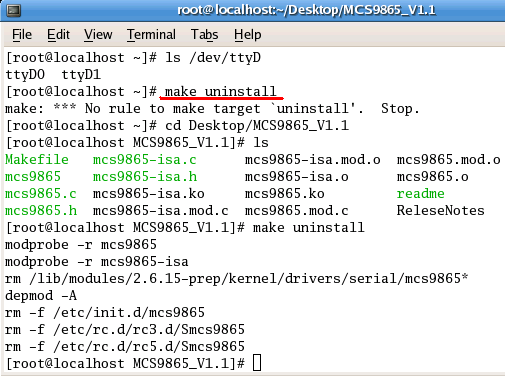 root@localhost:~/Desktop/MCS9865_V1.1
File Edit View Terminal Tabs Help
[root@localhost ~]# ls /dev/ttyD
ttyD0 ttyD1
[root@localhost ~]# make uninstall
make: *** No rule to make target `uninstall'. Stop.
[root@localhost ~]# cd Desktop/MCS9865_V1.1
[root@localhost MCS9865_V1.1]# ls
Makefile mcs9865-isa.c mcs9865-isa.mod.o mcs9865.mod.o
mcs9865 mcs9865-isa.h mcs9865-isa.o mcs9865.o
mcs9865.c mcs9865-isa.ko mcs9865.ko readme
mcs9865.h mcs9865-isa.mod.c mcs9865.mod.c ReleseNotes
[root@localhost MCS9865_V1.1]# make uninstall
modprobe -r mcs9865
modprobe -r mcs9865-isa
rm /lib/modules/2.6.15-prep/kernel/drivers/serial/mcs9865*
depmod -A
rm -f /etc/init.d/mcs9865
rm -f /etc/rc.d/rc3.d/Smcs9865
rm -f /etc/rc.d/rc5.d/Smcs9865
[root@localhost MCS9865_V1.1]#